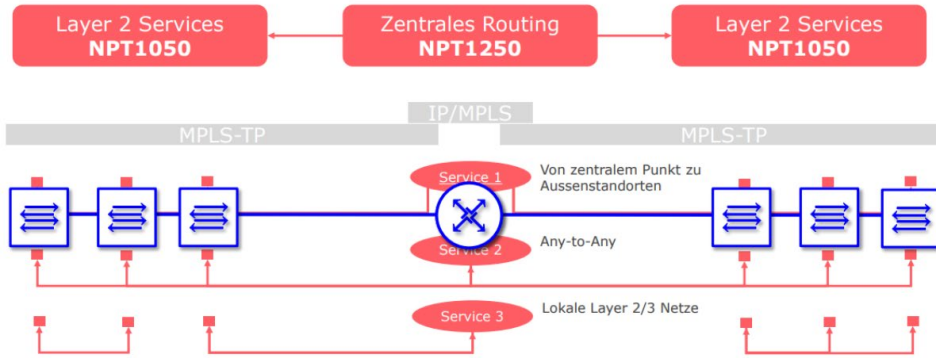 Layer 2 Services
NPT1050
Zentrales Routing
NPT1250
Layer 2 Services
NPT1050
IP/MPLS
MPLS-TP
MPLS-TP
Service 1
Von zentralem Punkt zu
Aussenstandorten
Service 2
Any-to-Any
Service 3
Lokale Layer 2/3 Netze